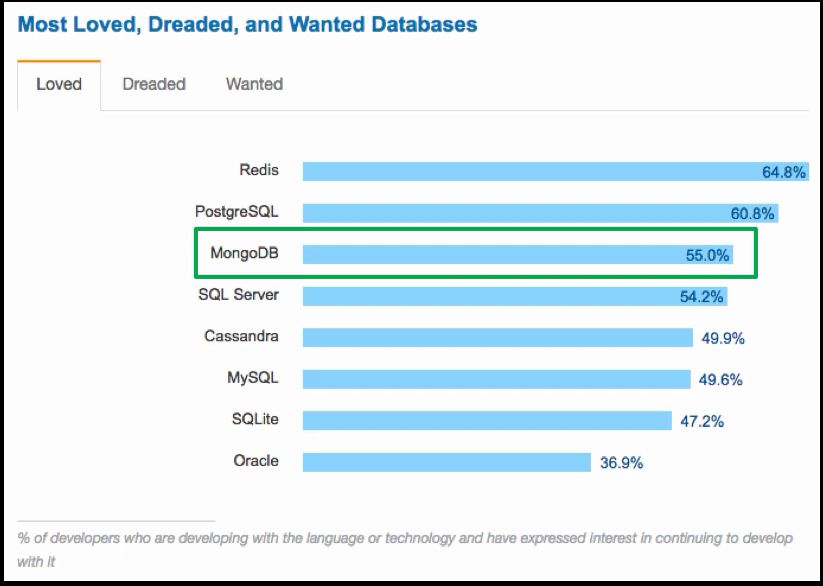 Most Loved, Dreaded, and Wanted Databases
Loved Dreaded Wanted
Redis 64.8%
PostgreSQL 60.8%
MongoDB 55.0%
SQL Server 54.2%
Cassandra 49.9%
MySQL 49.6%
SQLite 47.2%
Oracle 36.9%
% of developers who are developing with the language or technology and have expressed interest in continuing to develop
with it